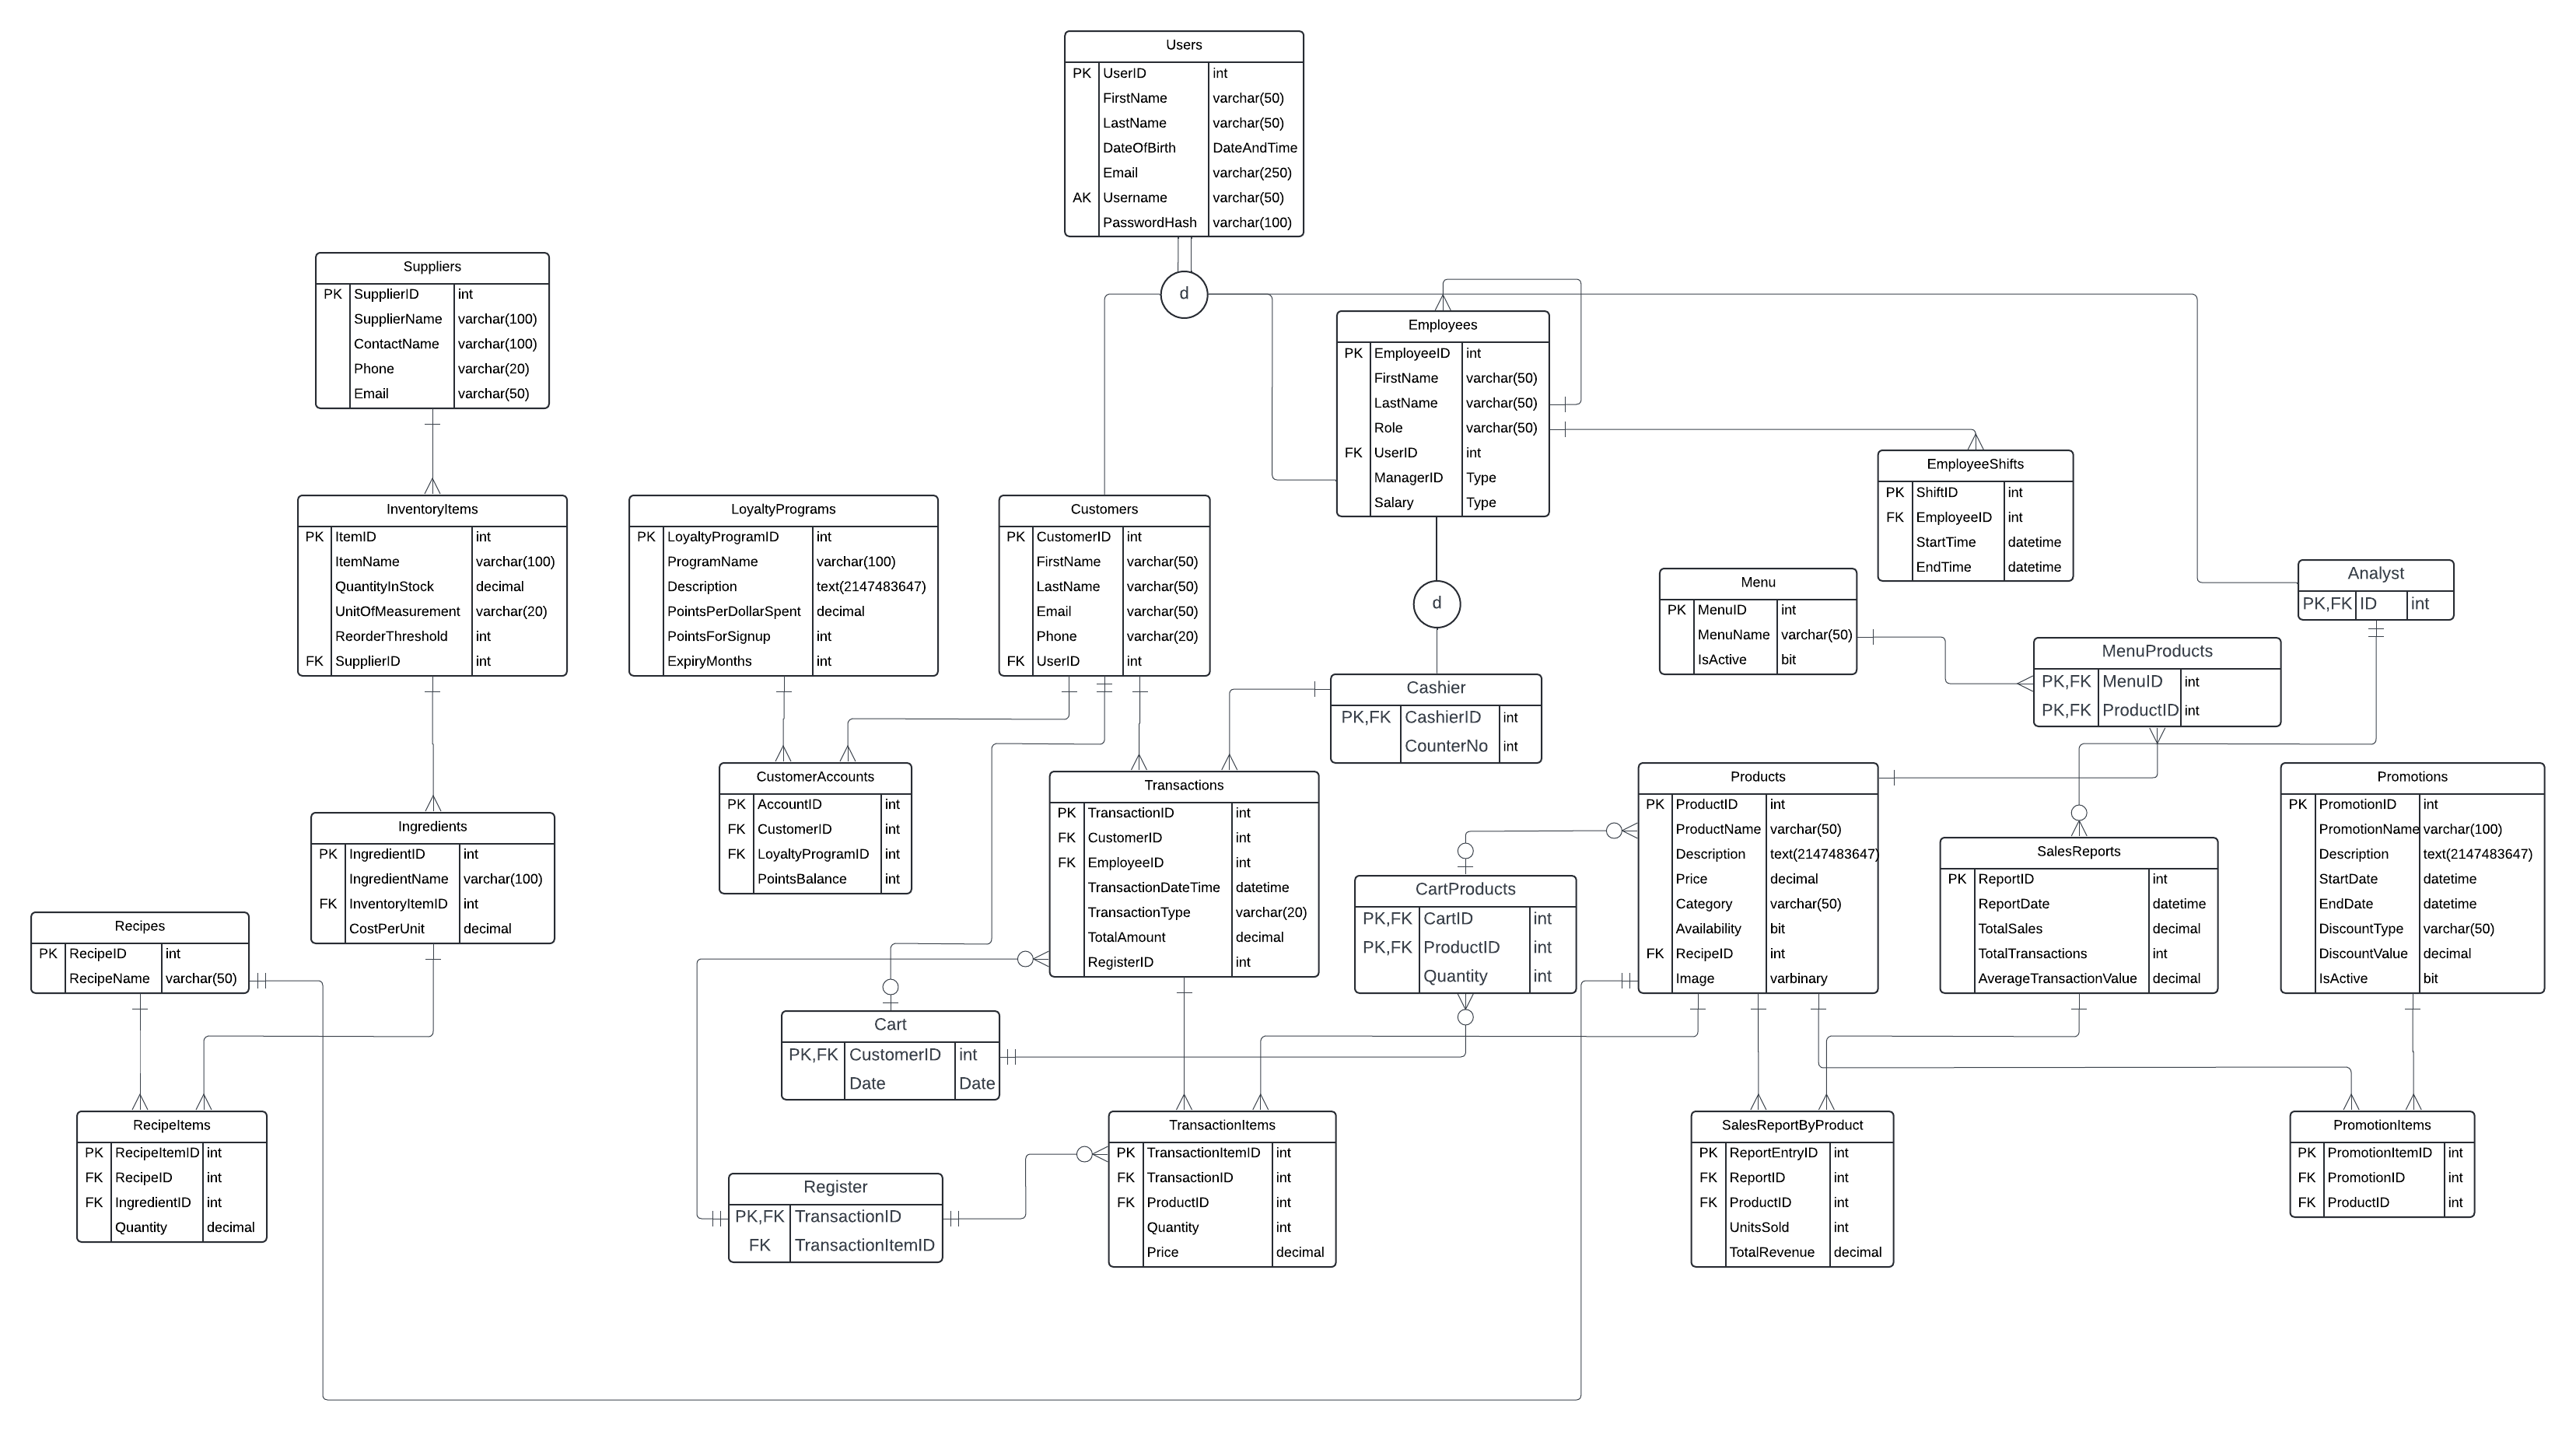 Users
PK UserID int
FirstName varchar(50)
LastName varchar(50)
DateOfBirth DateAndTime
Email varchar(250)
AK Username varchar(50)
PasswordHash varchar(100)
d
Suppliers
PK SupplierID int
SupplierName varchar(100)
ContactName varchar(100)
Phone varchar(20)
Email varchar(50)
Employees
PK EmployeeID int
FirstName varchar(50)
LastName varchar(50)
Role varchar(50)
FK UserID int
ManagerID Type
Salary Type
EmployeeShifts
PK ShiftID int
FK EmployeeID int
StartTime datetime
EndTime datetime
InventoryItems
PK ItemID int
ItemName varchar(100)
QuantityInStock decimal
UnitOfMeasurement varchar(20)
ReorderThreshold int
FK SupplierID int
LoyaltyPrograms
PK LoyaltyProgramID int
ProgramName varchar(100)
Description text(2147483647)
PointsPerDollarSpent decimal
PointsForSignup int
ExpiryMonths int
Customers
PK CustomerID int
FirstName varchar(50)
LastName varchar(50)
Email varchar(50)
Phone varchar(20)
FK UserID int
d
Menu
PK MenuID int
MenuName varchar(50)
IsActive bit
Analyst
PK,FK ID int
MenuProducts
PK,FK MenuID int
PK,FK ProductID int
Cashier
PK,FK CashierID int
CounterNo int
CustomerAccounts
PK AccountID int
FK CustomerID int
FK LoyaltyProgramID int
PointsBalance int
Transactions
PK TransactionID int
FK CustomerID int
FK EmployeeID int
TransactionDateTime datetime
TransactionType varchar(20)
TotalAmount decimal
RegisterID int
Products
PK ProductID int
ProductName varchar(50)
Description text(2147483647)
Price decimal
Category varchar(50)
Availability bit
FK RecipeID int
Image varbinary
Promotions
PK PromotionID int
PromotionName varchar(100)
Description text(2147483647)
StartDate datetime
EndDate datetime
DiscountType varchar(50)
DiscountValue decimal
IsActive bit
Ingredients
PK IngredientID int
IngredientName varchar(100)
FK InventoryItemID int
CostPerUnit decimal
SalesReports
PK ReportID int
ReportDate datetime
TotalSales decimal
TotalTransactions int
AverageTransactionValue decimal
CartProducts
PK,FK CartID int
PK,FK ProductID int
Quantity int
Recipes
PK RecipeID int
RecipeName varchar(50)
Cart
PK,FK CustomerID int
Date Date
RecipeItems
PK RecipeItemID int
FK RecipeID int
FK IngredientID int
Quantity decimal
TransactionItems
PK TransactionItemID int
FK TransactionID int
FK ProductID int
Quantity int
Price decimal
SalesReportByProduct
PK ReportEntryID int
FK ReportID int
FK ProductID int
UnitsSold int
TotalRevenue decimal
PromotionItems
PK PromotionItemID int
FK PromotionID int
FK ProductID int
Register
PK,FK TransactionID
FK TransactionItemID